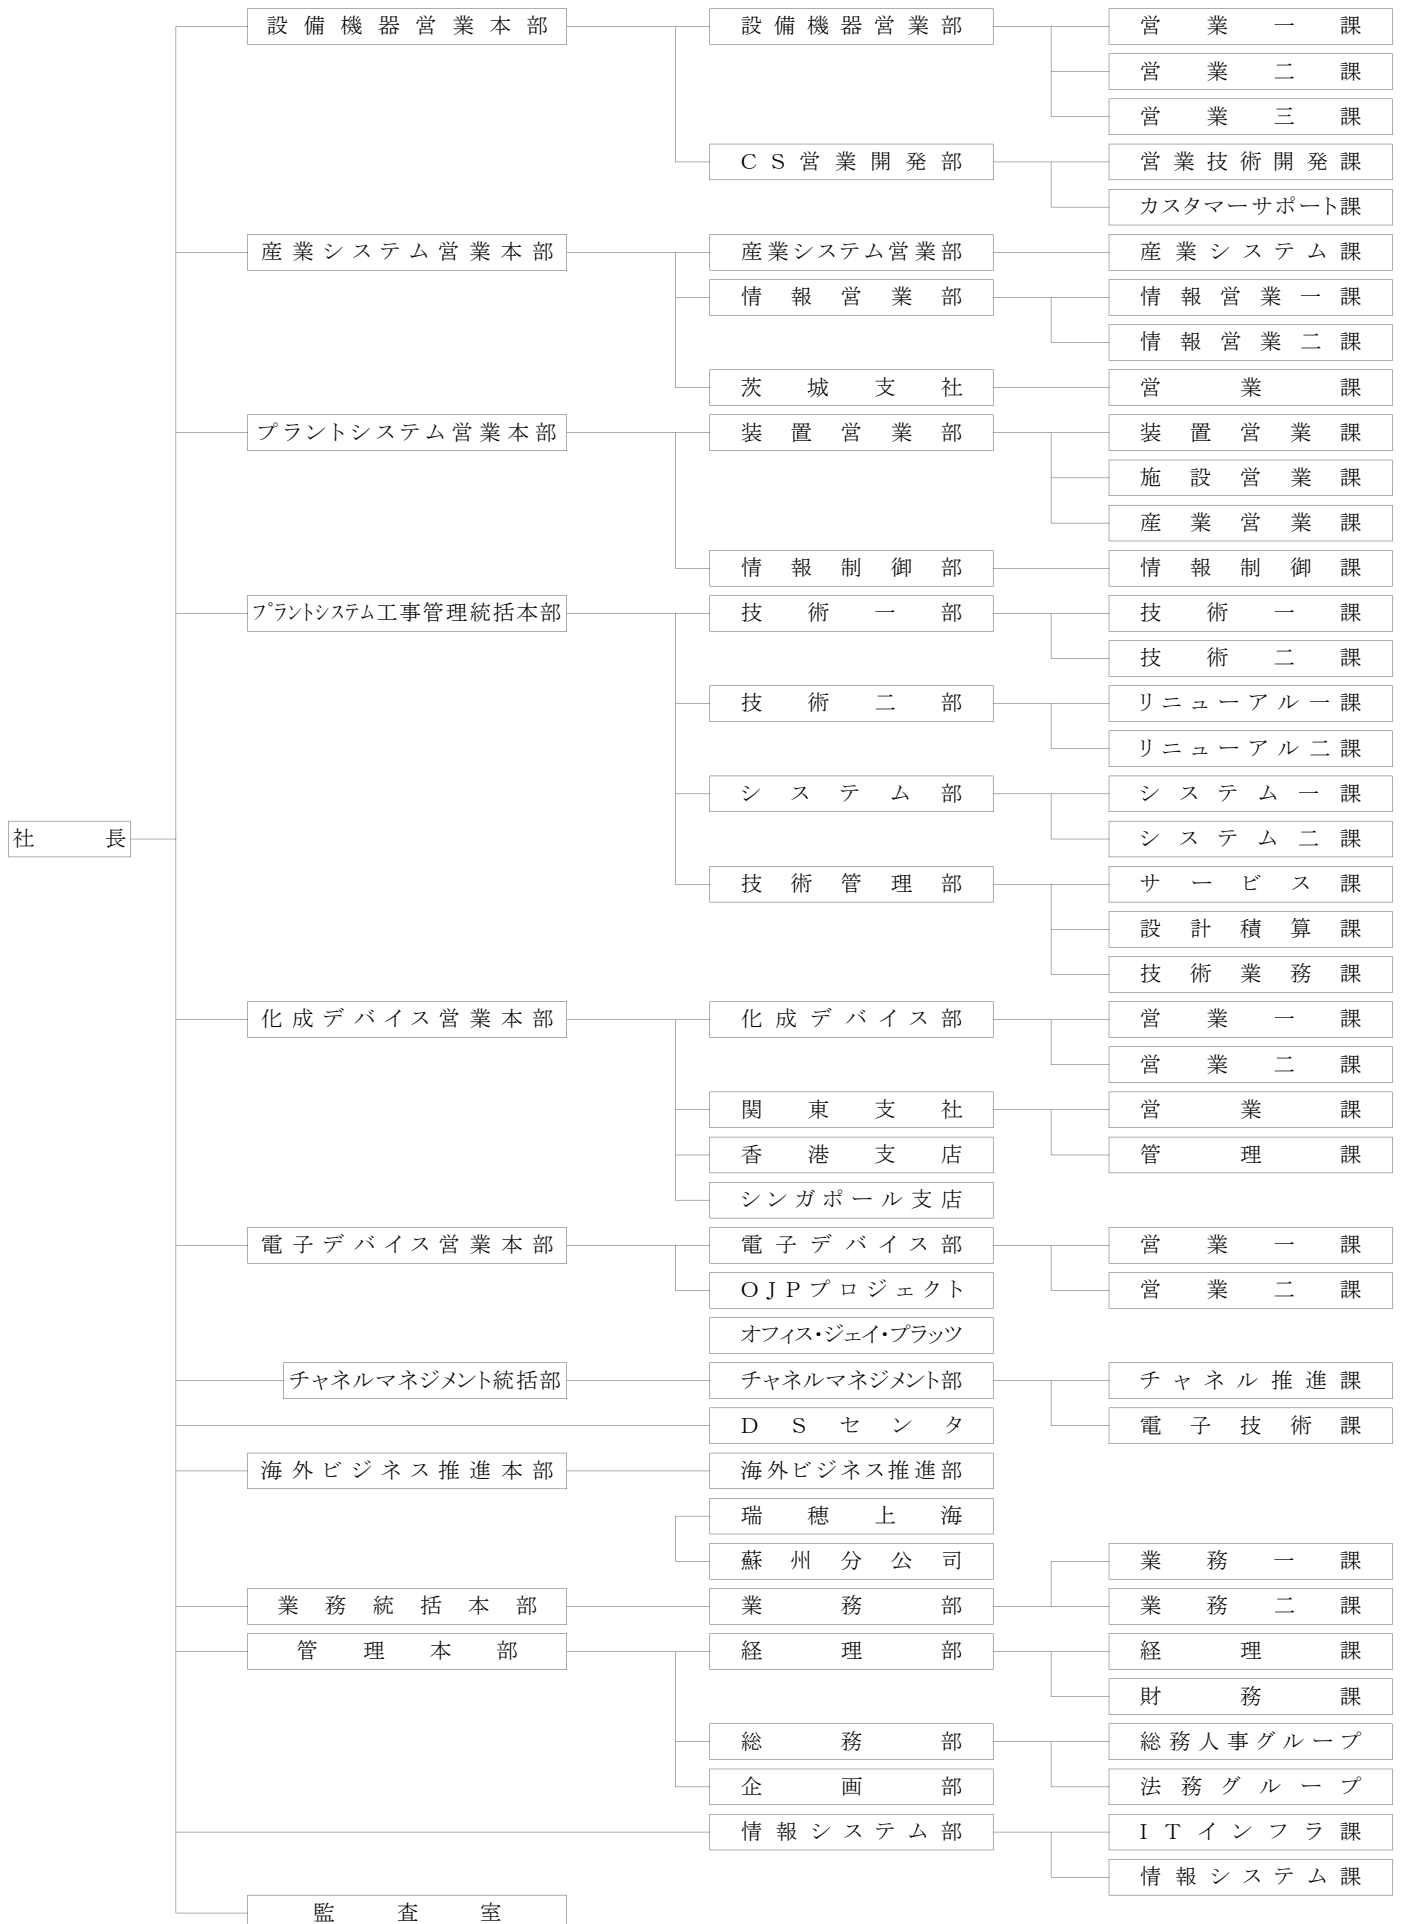 設備機器営業本部 設備機器営業部 営業一課
営業二課
営業三課
CS営業開発部 営業技術開発課
カスタマーサポート課
産業システム営業本部 産業システム営業部 産業システム課
情報営業部 情報営業一課
情報営業二課
茨城支社 営業課
プラントシステム営業本部 装置営業部 装置営業課
施設営業課
産業営業課
情報制御部 情報制御課
プラントシステム工事管理統括本部 技術一部 技術一課
技術二課
技術二部 リニューアル一課
リニューアル二課
システム部 システム一課
社長 システム二課
技術管理部 サービス課
設計積算課
技術業務課
化成デバイス営業本部 化成デバイス部 営業一課
営業二課
関東支社 営業課
香港支店 管理課
シンガポール支店
電子デバイス営業本部 電子デバイス部 営業一課
OJPプロジェクト 営業二課
オフィス・ジェイ・プラッツ
チャネルマネジメント統括部 チャネルマネジメント部 チャネル推進課
DSセンタ 電子技術課
海外ビジネス推進本部 海外ビジネス推進部
瑞穂上海
蘇州分公司 業務一課
業務統括本部 業務部 業務二課
管理本部 経理部 経理課
財務課
総務部 総務人事グループ
企画部 法務グループ
情報システム部 ITインフラ課
情報システム課
監査室